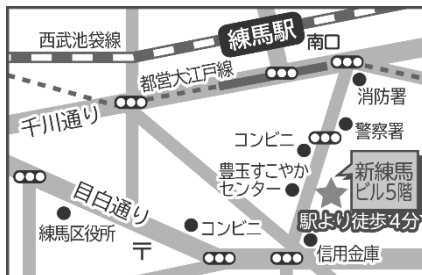 西武池袋線
練馬駅
南口
都営大江戸線
消防署
千川通り
警察署
コンビニ
豊玉すこやか
センター
新練馬
ビル5階
目白通り
駅より徒歩4分
練馬区役所
コンビニ
信用金庫
〒